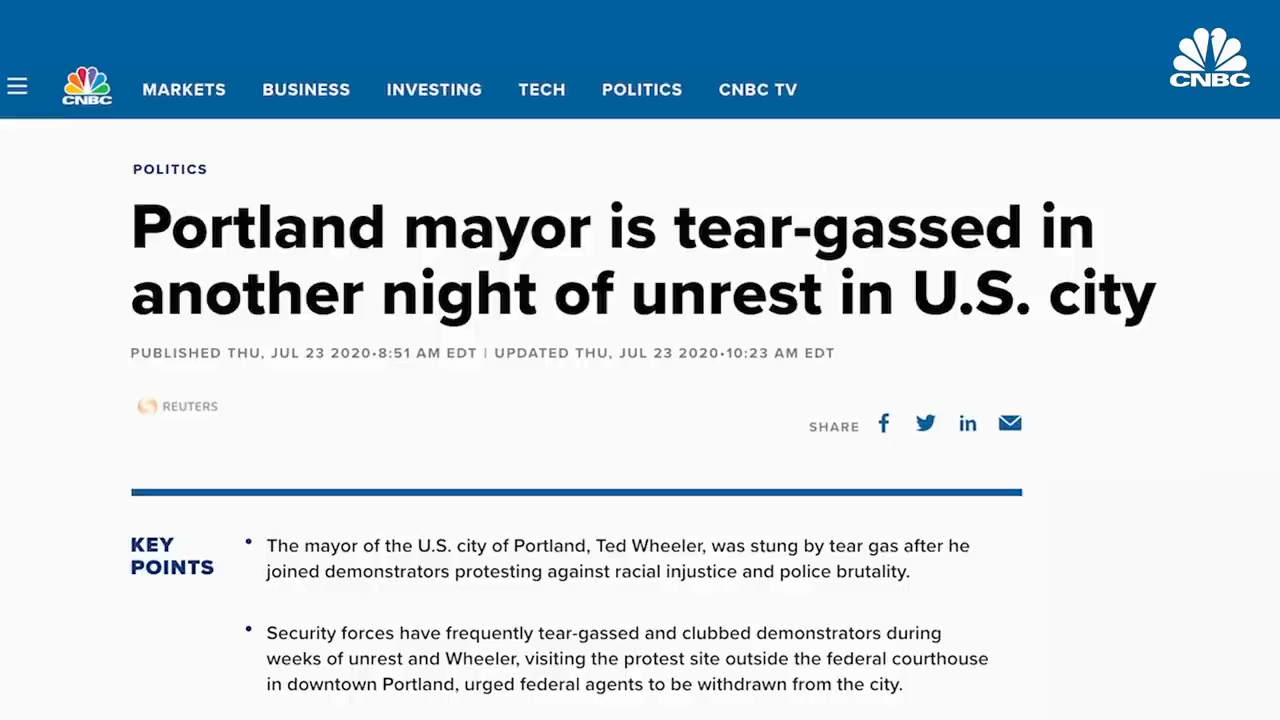 CNBC
CNBC MARKETS BUSINESS INVESTING TECH POLITICS CNBC TV
POLITICS
Portland mayor is tear-gassed in
another night of unrest in U.S. city
PUBLISHED THU, JUL 23 2020•8:51 AM EDT | UPDATED THU, JUL 23 2020•10:23 AM EDT
REUTERS
SHARE f in
KEY
POINTS
• The mayor of the U.S. city of Portland, Ted Wheeler, was stung by tear gas after he
joined demonstrators protesting against racial injustice and police brutality.
• Security forces have frequently tear-gassed and clubbed demonstrators during
weeks of unrest and Wheeler, visiting the protest site outside the federal courthouse
in downtown Portland, urged federal agents to be withdrawn from the city.